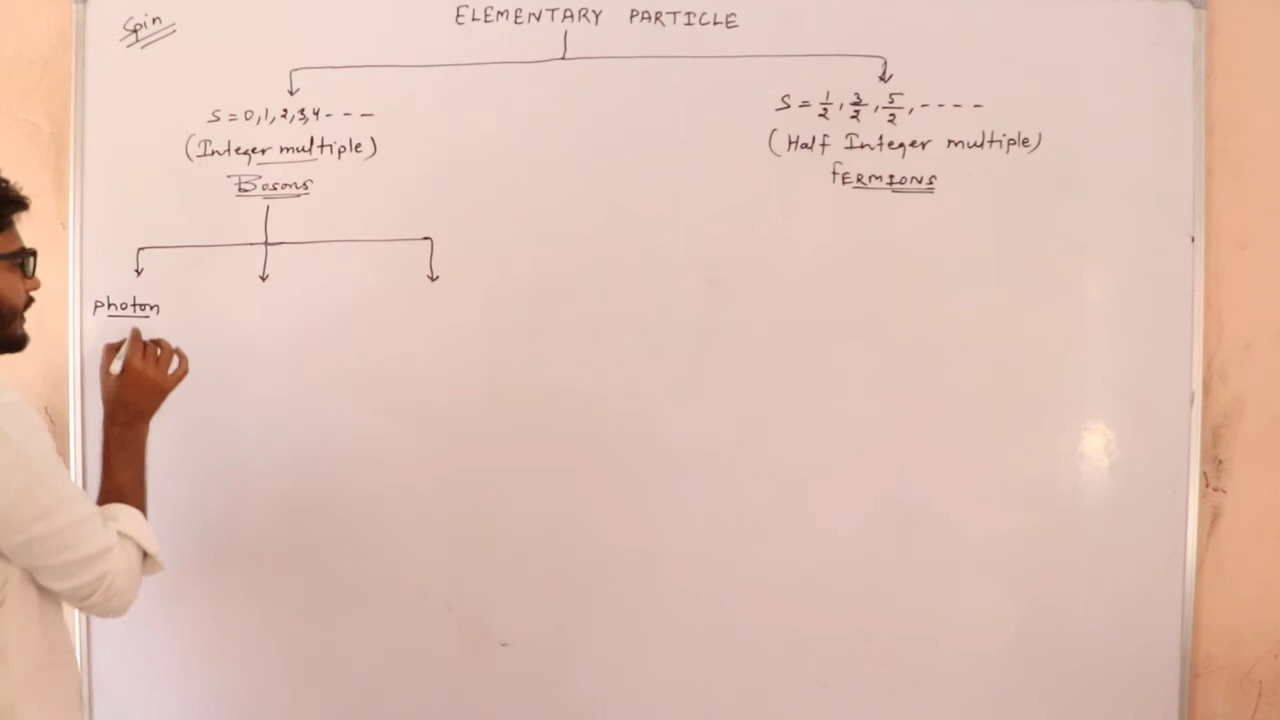 Spin
ELEMENTARY PARTICLE
S = 0, 1, 2, 3, 4 - - -
(Integer multiple)
Bosons
S = 1/2, 3/2, 5/2, - - - -
(Half Integer multiple)
fERMIONS
photon